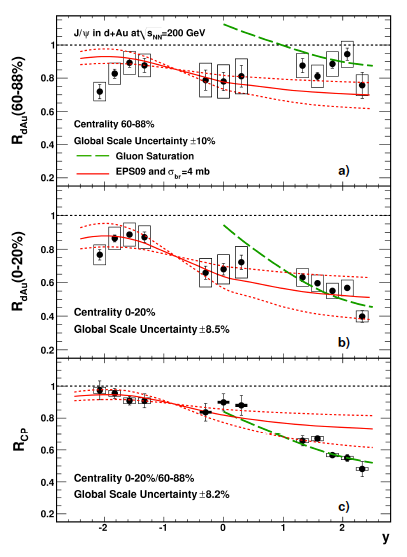 J/ψ in d+Au at √sNN=200 GeV
1.2
1
0.8
0.6
0.4
0.2
RdAu(60-88%)
Centrality 60-88%
Global Scale Uncertainty ±10%
Gluon Saturation
EPS09 and σbr=4 mb
a)
1
0.8
0.6
0.4
0.2
RdAu(0-20%)
Centrality 0-20%
Global Scale Uncertainty ±8.5%
b)
1
0.8
0.6
0.4
0.2
0
RCP
Centrality 0-20%/60-88%
Global Scale Uncertainty ±8.2%
c)
-2 -1 0 1 2
y